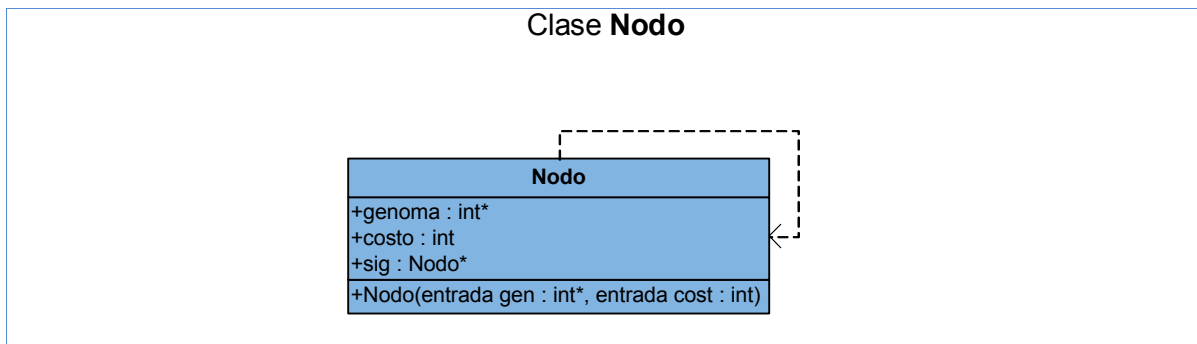 Clase Nodo
Nodo
+genoma : int*
+costo : int
+sig : Nodo*
+Nodo(entrada gen : int*, entrada cost : int)